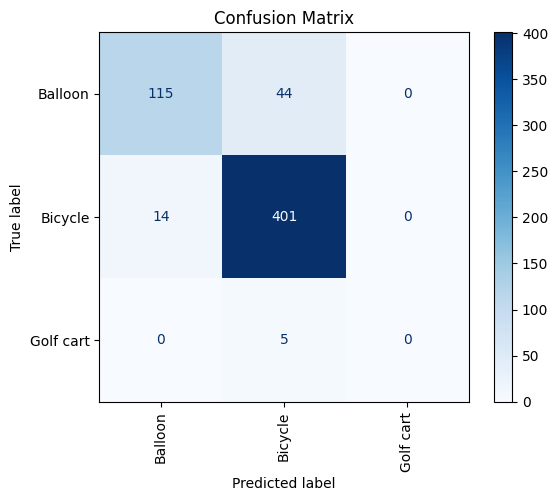 Confusion Matrix
True label
Balloon 115 44 0
Bicycle 14 401 0
Golf cart 0 5 0
Balloon Bicycle Golf cart
Predicted label
400
350
300
250
200
150
100
50
0